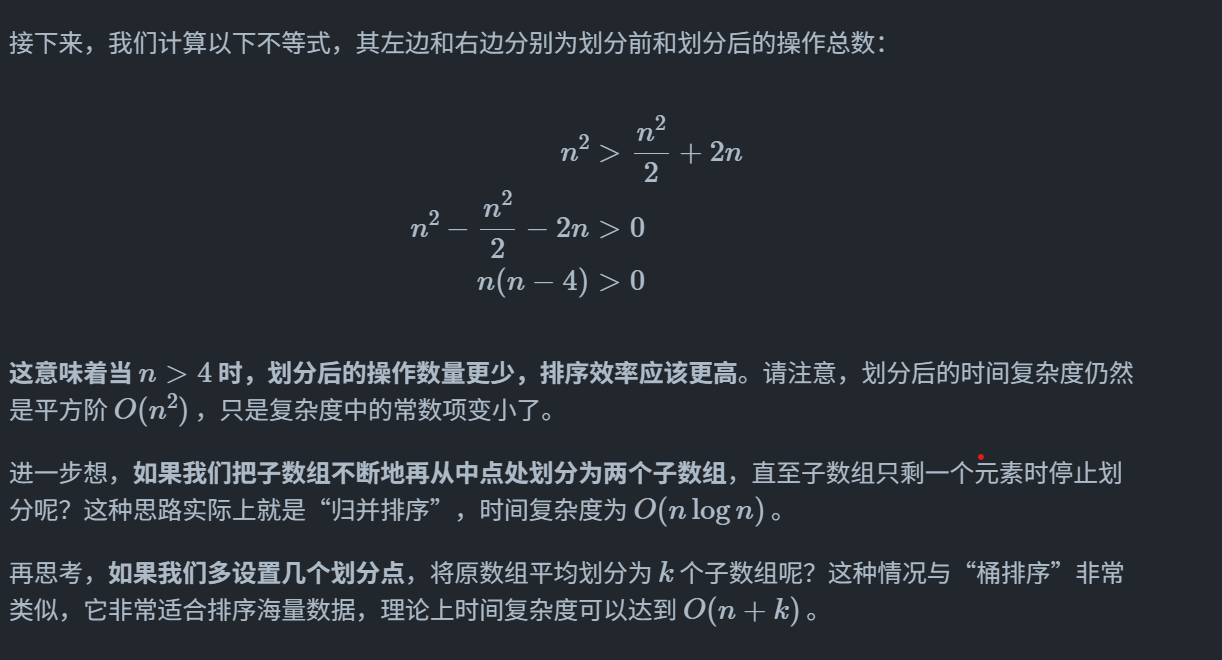 接下来，我们计算以下不等式，其左边和右边分别为划分前和划分后的操作总数：
n² > n²/2 + 2n
n² − n²/2 − 2n > 0
n(n − 4) > 0
这意味着当 n > 4 时，划分后的操作数量更少，排序效率应该更高。请注意，划分后的时间复杂度仍然
是平方阶 O(n²) ，只是复杂度中的常数项变小了。
进一步想，如果我们把子数组不断地再从中点处划分为两个子数组，直至子数组只剩一个元素时停止划
分呢？这种思路实际上就是“归并排序”，时间复杂度为 O(n log n) 。
再思考，如果我们多设置几个划分点，将原数组平均划分为 k 个子数组呢？这种情况与“桶排序”非常
类似，它非常适合排序海量数据，理论上时间复杂度可以达到 O(n + k) 。